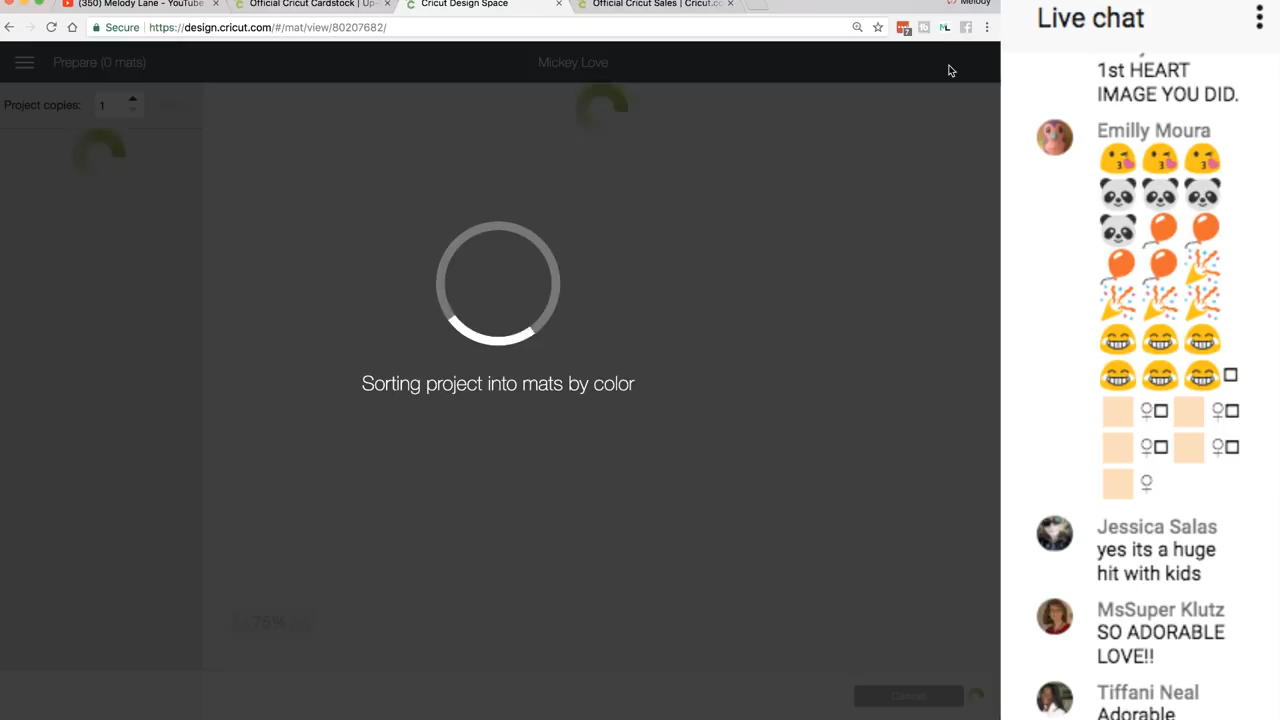 (350) Melody Lane - YouTube
Official Cricut Cardstock | Up-
Cricut Design Space
Official Cricut Sales | Cricut.c
Melody
Secure https://design.cricut.com/#/mat/view/80207682/
Prepare (0 mats)
Mickey Love
Project copies: 1
Sorting project into mats by color
75%
Cancel
Live chat
1st HEART
IMAGE YOU DID.
Emilly Moura
Jessica Salas
yes its a huge
hit with kids
MsSuper Klutz
SO ADORABLE
LOVE!!
Tiffani Neal
Adorable